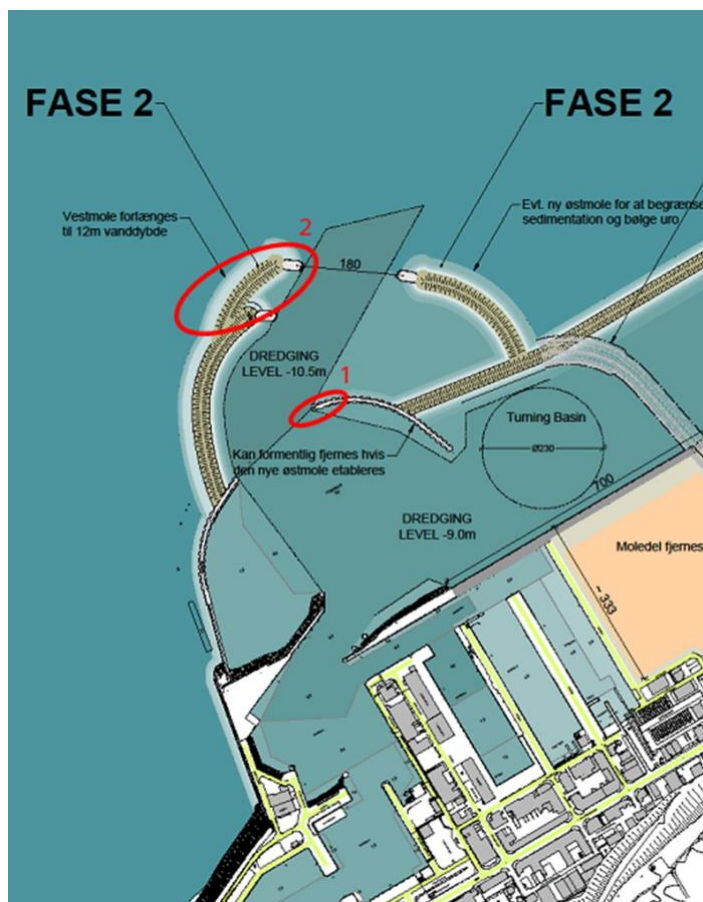 FASE 2
FASE 2
Vestmole forlænges
til 12m vanddybde
Evt. ny østmole for at begrænse
sedimentation og bølge uro.
2
180
DREDGING
LEVEL -10.5m
1
Turning Basin
Ø230
Kan formentlig fjernes hvis
den nye østmole etableres
700
DREDGING
LEVEL -9.0m
Moledel fjernes
~ 333